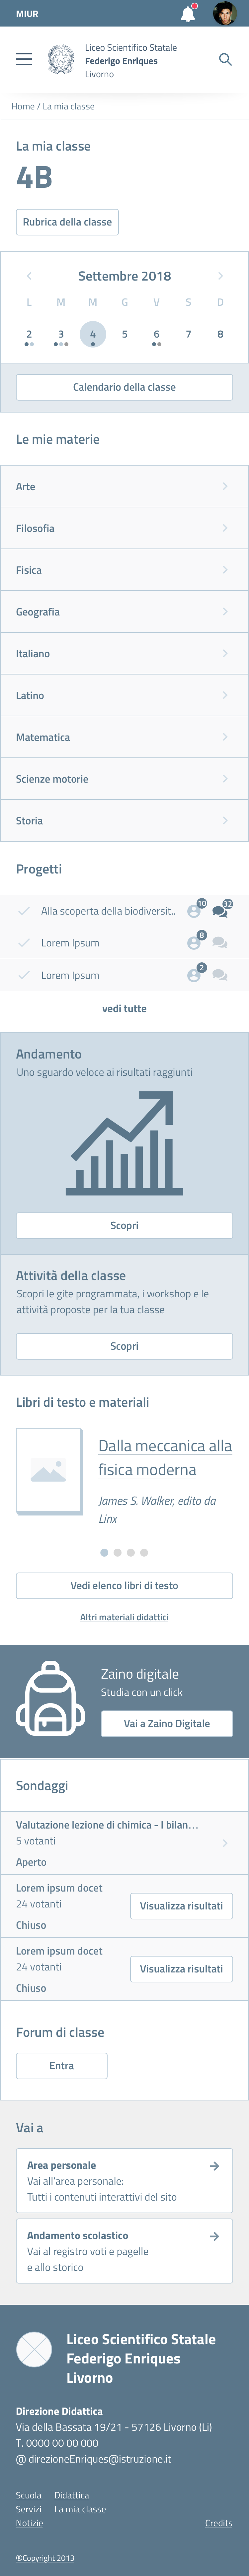 MIUR
Liceo Scientifico Statale
Federigo Enriques
Livorno
Home / La mia classe
La mia classe
4B
Rubrica della classe
Settembre 2018
L M M G V S D
2 3 4 5 6 7 8
Calendario della classe
Le mie materie
Arte
Filosofia
Fisica
Geografia
Italiano
Latino
Matematica
Scienze motorie
Storia
Progetti
Alla scoperta della biodiversit.. 10 32
Lorem Ipsum 8
Lorem Ipsum 2
vedi tutte
Andamento
Uno sguardo veloce ai risultati raggiunti
Scopri
Attività della classe
Scopri le gite programmata, i workshop e le
attività proposte per la tua classe
Scopri
Libri di testo e materiali
Dalla meccanica alla
fisica moderna
James S. Walker, edito da
Linx
Vedi elenco libri di testo
Altri materiali didattici
Zaino digitale
Studia con un click
Vai a Zaino Digitale
Sondaggi
Valutazione lezione di chimica - I bilan...
5 votanti
Aperto
Lorem ipsum docet
24 votanti
Visualizza risultati
Chiuso
Lorem ipsum docet
24 votanti
Visualizza risultati
Chiuso
Forum di classe
Entra
Vai a
Area personale
Vai all'area personale:
Tutti i contenuti interattivi del sito
Andamento scolastico
Vai al registro voti e pagelle
e allo storico
Liceo Scientifico Statale
Federigo Enriques
Livorno
Direzione Didattica
Via della Bassata 19/21 - 57126 Livorno (Li)
T. 0000 00 00 000
@ direzioneEnriques@istruzione.it
Scuola Didattica
Servizi La mia classe
Notizie Credits
®Copyright 2013